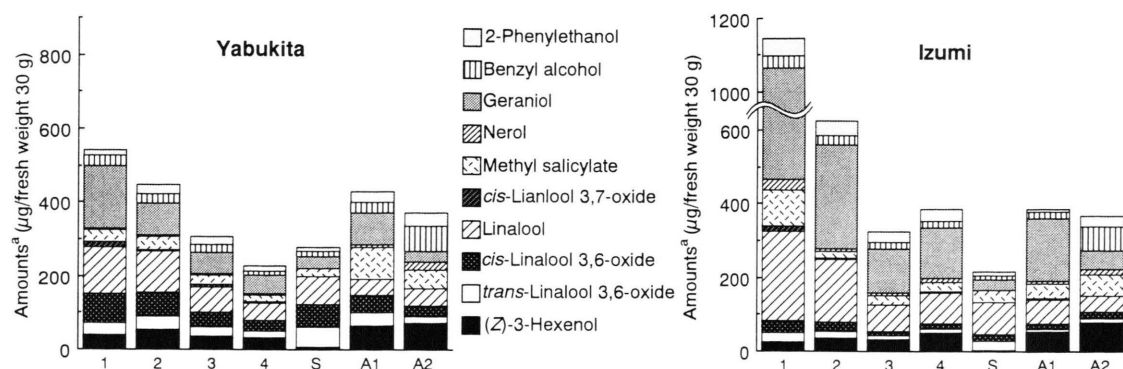 Yabukita
Amountsᵃ (µg/fresh weight 30 g)
800
600
400
200
0
1 2 3 4 S A1 A2
2-Phenylethanol
Benzyl alcohol
Geraniol
Nerol
Methyl salicylate
cis-Lianlool 3,7-oxide
Linalool
cis-Linalool 3,6-oxide
trans-Linalool 3,6-oxide
(Z)-3-Hexenol
Izumi
Amountsᵃ (µg/fresh weight 30 g)
1200
1000
600
400
200
0
1 2 3 4 S A1 A2